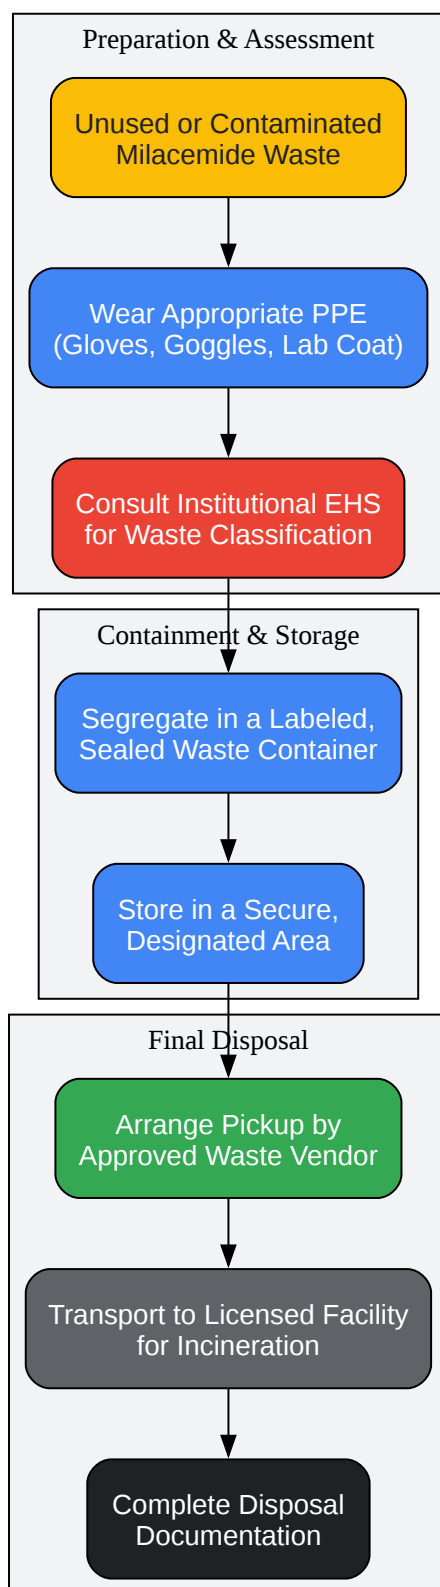 Preparation & Assessment
Unused or Contaminated
Milacemide Waste
Wear Appropriate PPE
(Gloves, Goggles, Lab Coat)
Consult Institutional EHS
for Waste Classification
Containment & Storage
Segregate in a Labeled,
Sealed Waste Container
Store in a Secure,
Designated Area
Final Disposal
Arrange Pickup by
Approved Waste Vendor
Transport to Licensed Facility
for Incineration
Complete Disposal
Documentation